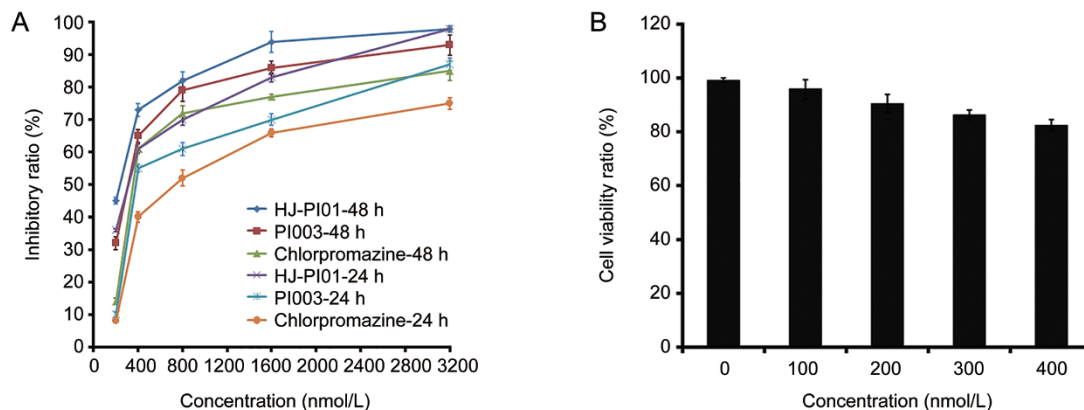 A
Inhibitory ratio (%)
100
90
80
70
60
50
40
30
20
10
0
HJ-PI01-48 h
PI003-48 h
Chlorpromazine-48 h
HJ-PI01-24 h
PI003-24 h
Chlorpromazine-24 h
0 400 800 1200 1600 2000 2400 2800 3200
Concentration (nmol/L)
B
Cell viability ratio (%)
120
100
80
60
40
20
0
0 100 200 300 400
Concentration (nmol/L)